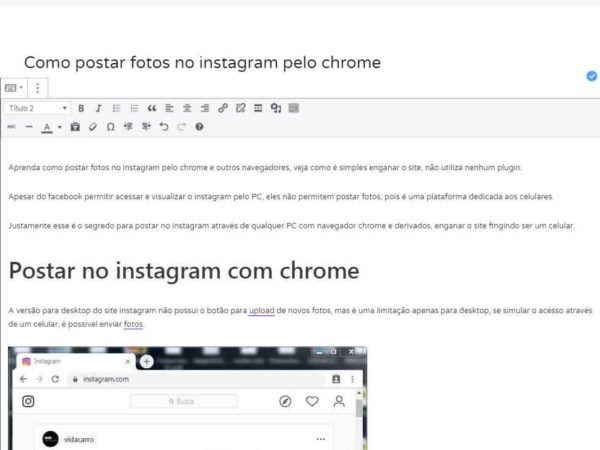 Como postar fotos no instagram pelo chrome
Título 2
B I
ABC A
Aprenda como postar fotos no instagram pelo chrome e outros navegadores, veja como é simples enganar o site, não utiliza nenhum plugin.
Apesar do facebook permitir acessar e visualizar o instagram pelo PC, eles não permitem postar fotos, pois é uma plataforma dedicada aos celulares.
Justamente esse é o segredo para postar no instagram através de qualquer PC com navegador chrome e derivados, enganar o site fingindo ser um celular.
Postar no instagram com chrome
A versão para desktop do site instagram não possui o botão para upload de novos fotos, mas é uma limitação apenas para desktop, se simular o acesso através
de um celular, é possivel enviar fotos.
Instagram
instagram.com
Busca
vidacarro